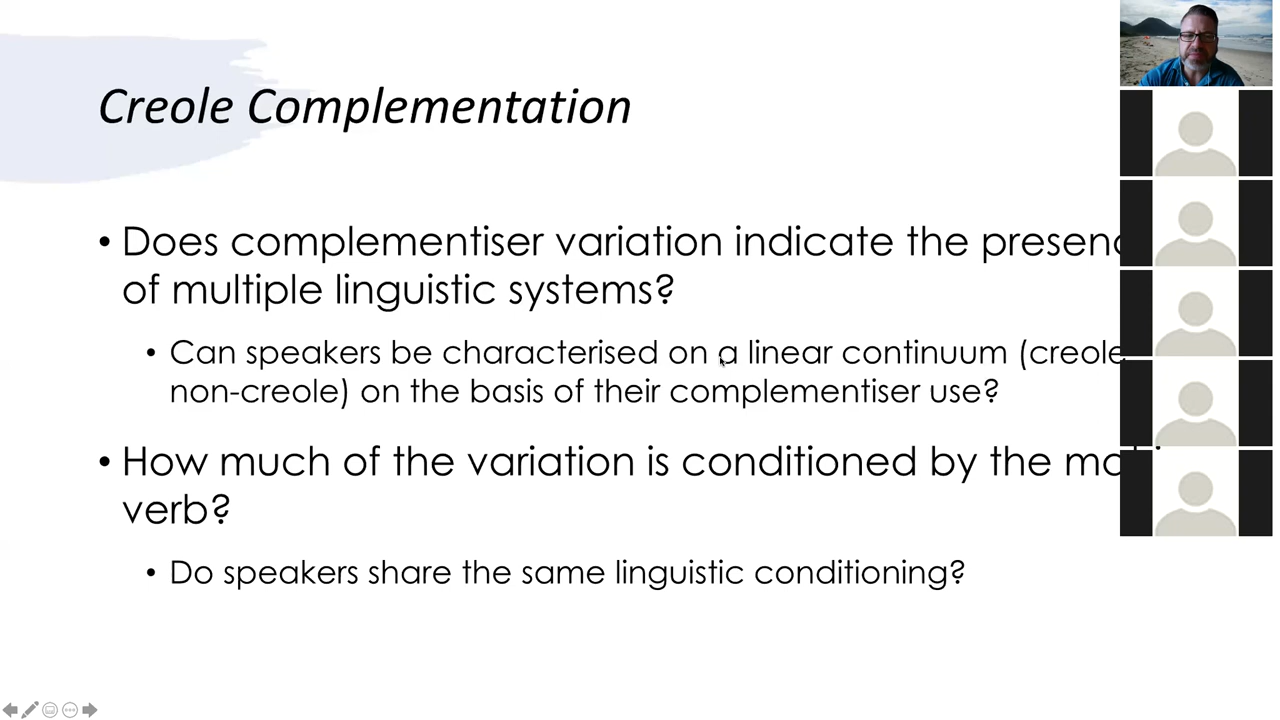 Creole Complementation
• Does complementiser variation indicate the
of multiple linguistic systems?
• Can speakers be characterised on a linear continuum (creole
non-creole) on the basis of their complementiser use?
• How much of the variation is conditioned by the
verb?
• Do speakers share the same linguistic conditioning?